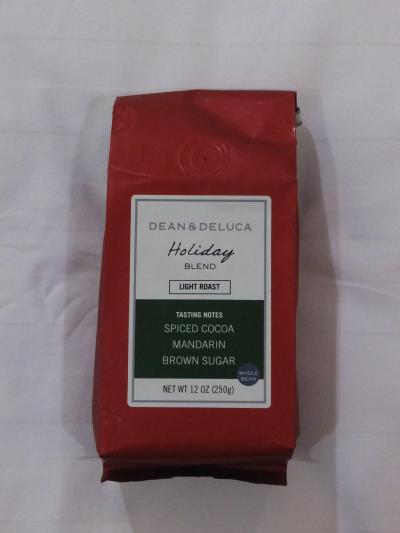 DEAN & DELUCA
Holiday
BLEND
LIGHT ROAST
TASTING NOTES
SPICED COCOA
MANDARIN
BROWN SUGAR
WHOLE
BEAN
NET WT 12 OZ (250g)